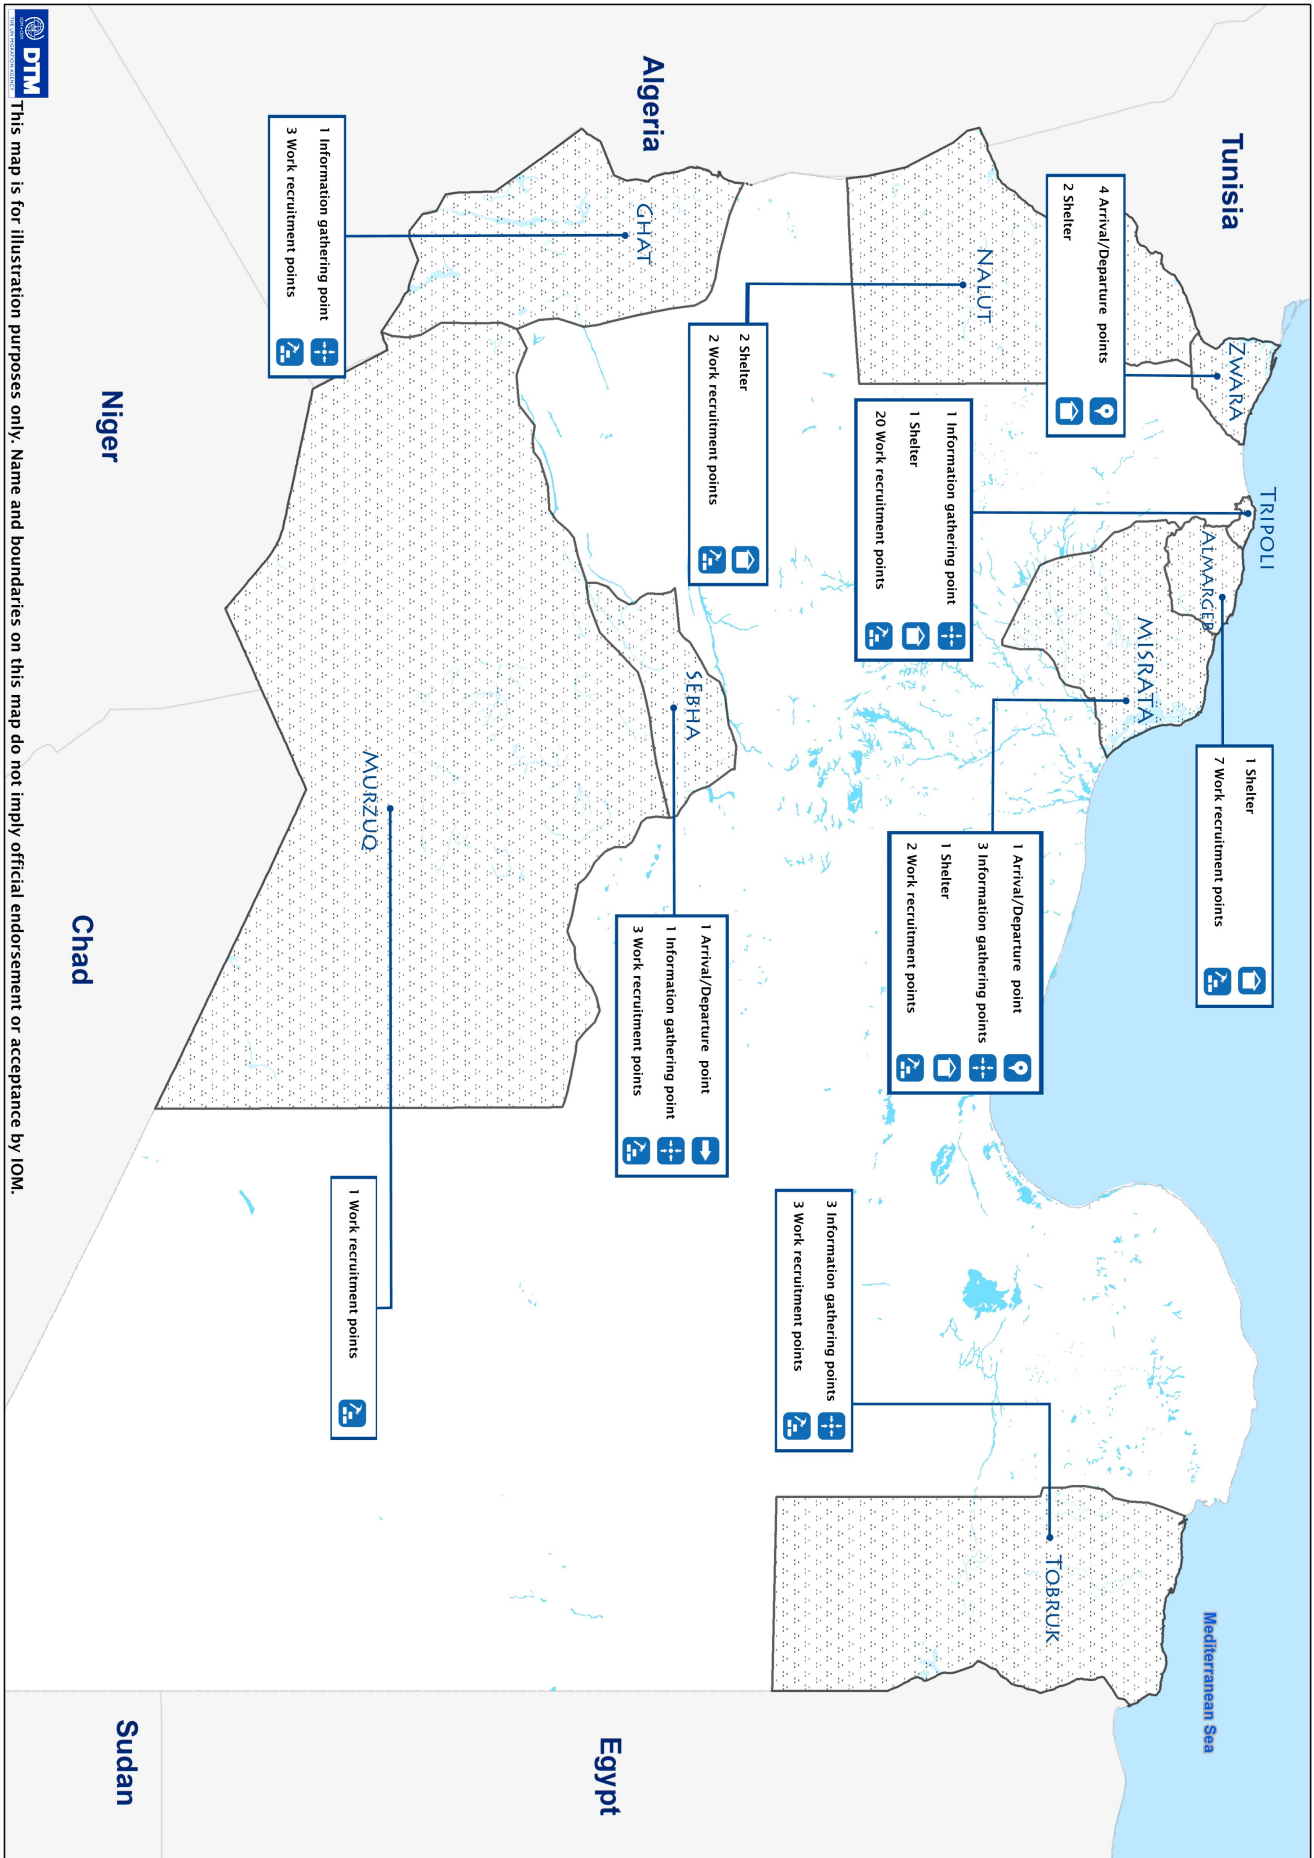 Tunisia
Mediterranean Sea
ZWARA
TRIPOLI
ALMARGEB
MISRATA
1 Shelter
7 Work recruitment points
4 Arrival/Departure points
2 Shelter
NALUT
TOBRUK
1 Information gathering point
1 Shelter
20 Work recruitment points
1 Arrival/Departure point
3 Information gathering points
1 Shelter
2 Work recruitment points
3 Information gathering points
3 Work recruitment points
2 Shelter
2 Work recruitment points
Algeria
GHAT
SEBHA
1 Arrival/Departure point
1 Information gathering point
3 Work recruitment points
Egypt
MURZUQ
1 Work recruitment points
1 Information gathering point
3 Work recruitment points
Niger
Chad
Sudan
IOM•OIM
DTM
THE UN MIGRATION AGENCY
This map is for illustration purposes only. Name and boundaries on this map do not imply official endorsement or acceptance by IOM.